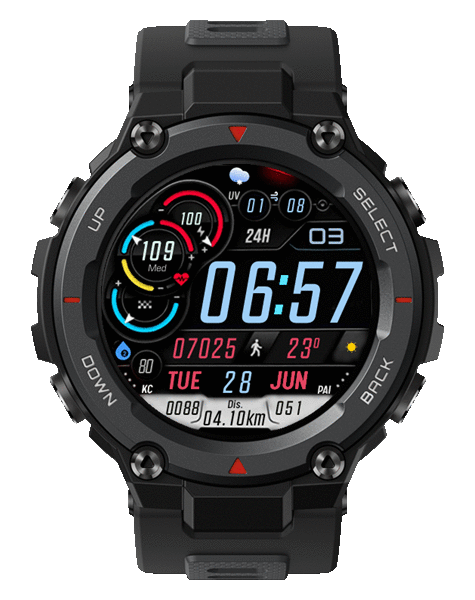 UP
SELECT
DOWN
BACK
UV 01 08
100
24H 03
109
Med
06:57
07025 23°
80
TUE 28 JUN
KC PAI
0088 Dis. 051
04.10km